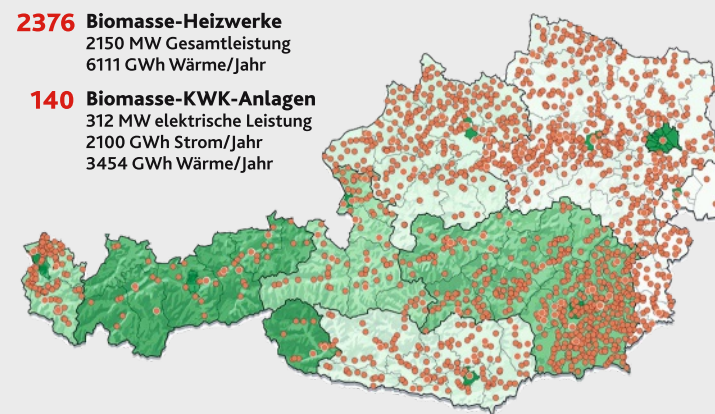 2376 Biomasse-Heizwerke
2150 MW Gesamtleistung
6111 GWh Wärme/Jahr
140 Biomasse-KWK-Anlagen
312 MW elektrische Leistung
2100 GWh Strom/Jahr
3454 GWh Wärme/Jahr